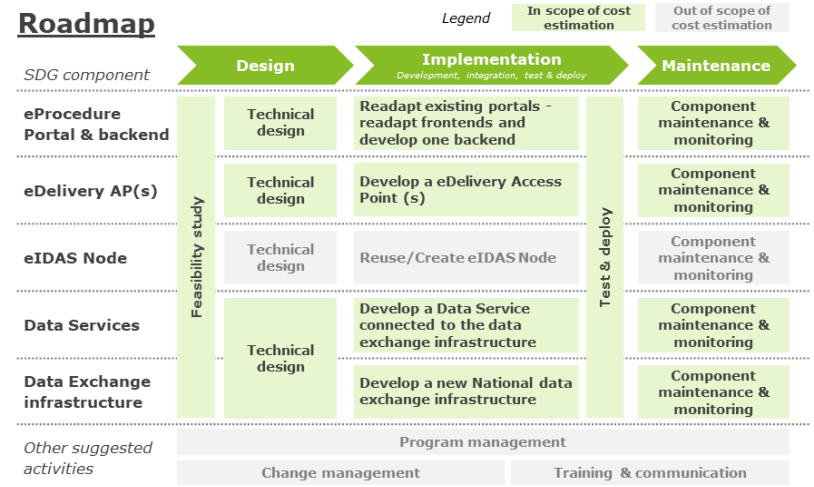 Roadmap
Legend
In scope of cost
estimation
Out of scope of
cost estimation
SDG component
Design
Implementation
Development, integration, test & deploy
Maintenance
eProcedure
Portal & backend
Feasibility study
Technical
design
Readapt existing portals -
readapt frontends and
develop one backend
Test & deploy
Component
maintenance &
monitoring
eDelivery AP(s)
Technical
design
Develop a eDelivery Access
Point (s)
Component
maintenance &
monitoring
eIDAS Node
Technical
design
Reuse/Create eIDAS Node
Component
maintenance &
monitoring
Data Services
Technical
design
Develop a Data Service
connected to the data
exchange infrastructure
Component
maintenance &
monitoring
Data Exchange
infrastructure
Develop a new National data
exchange infrastructure
Component
maintenance &
monitoring
Other suggested
activities
Program management
Change management
Training & communication